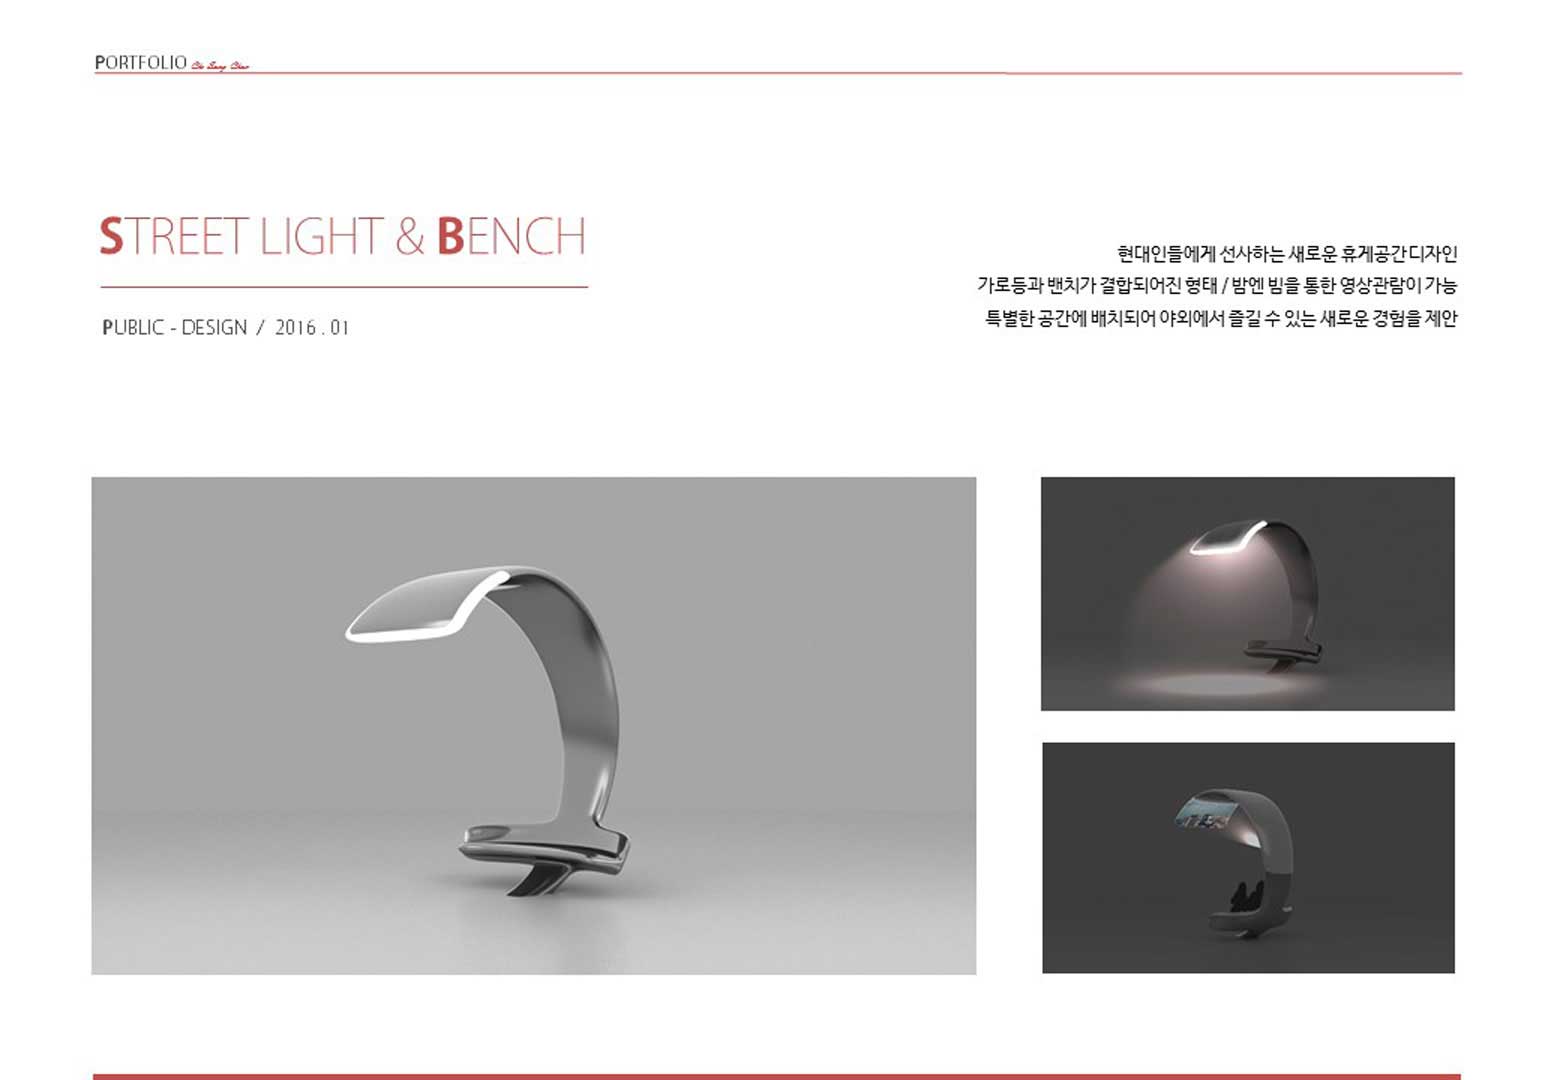 PORTFOLIO
STREET LIGHT & BENCH
PUBLIC - DESIGN / 2016 . 01
현대인들에게 선사하는 새로운 휴게공간디자인
가로등과 밴치가 결합되어진 형태 / 밤엔 빔을 통한 영상관람이 가능
특별한 공간에 배치되어 야외에서 즐길 수 있는 새로운 경험을 제안